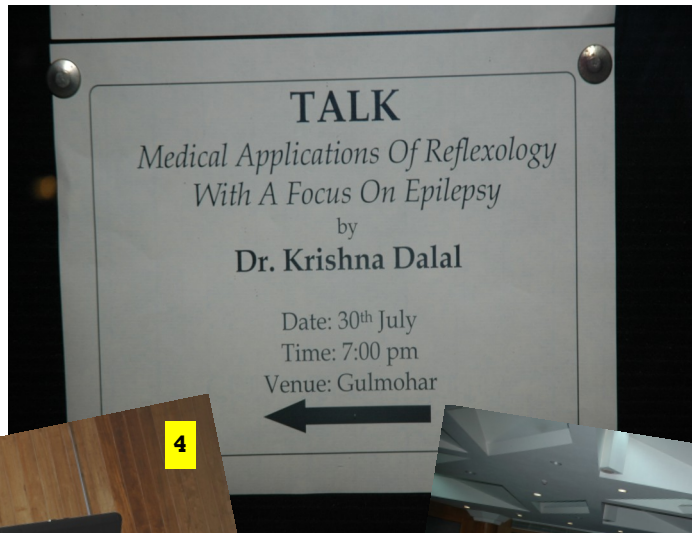 TALK
Medical Applications Of Reflexology
With A Focus On Epilepsy
by
Dr. Krishna Dalal
Date: 30th July
Time: 7:00 pm
Venue: Gulmohar
4